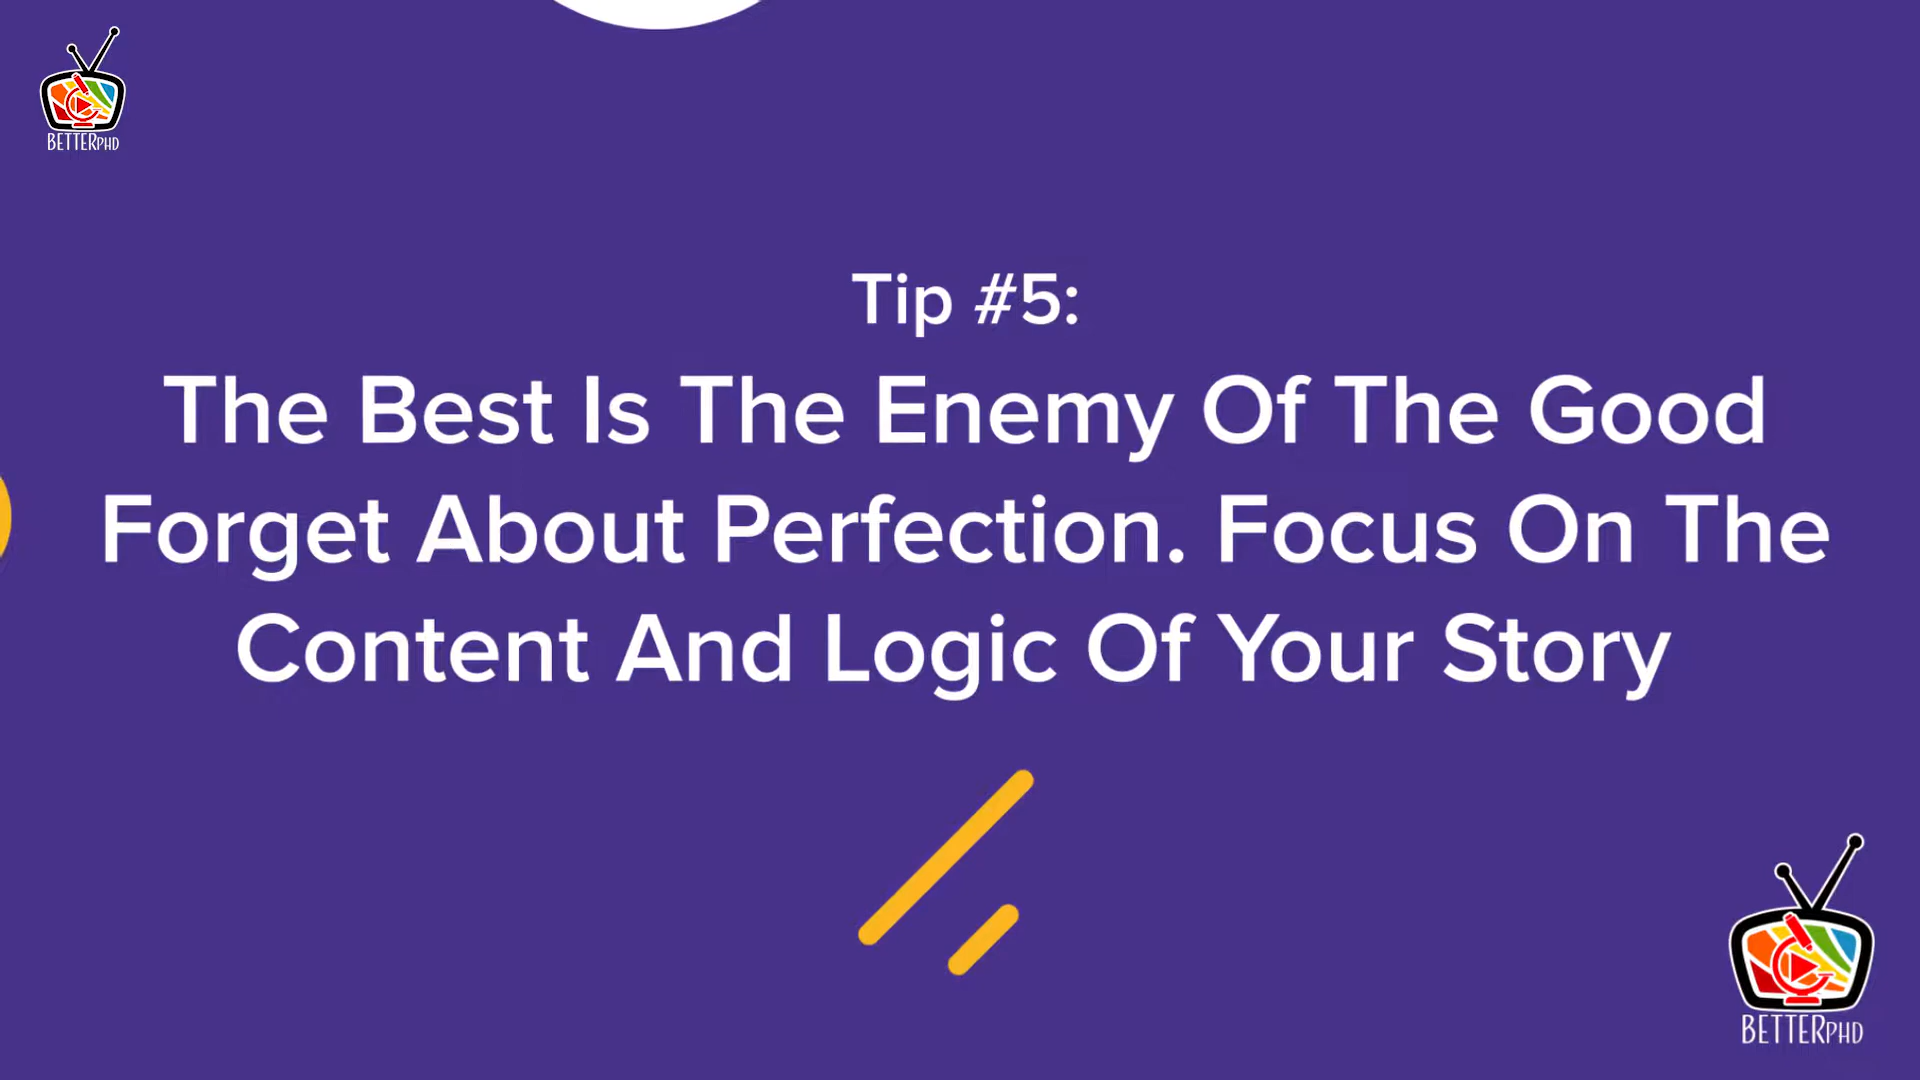 BETTERPHD
Tip #5:
The Best Is The Enemy Of The Good
Forget About Perfection. Focus On The
Content And Logic Of Your Story
BETTERPHD